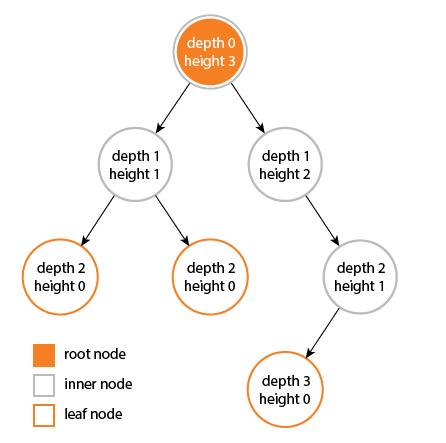 depth 0
height 3
depth 1
height 1
depth 1
height 2
depth 2
height 0
depth 2
height 0
depth 2
height 1
depth 3
height 0
root node
inner node
leaf node